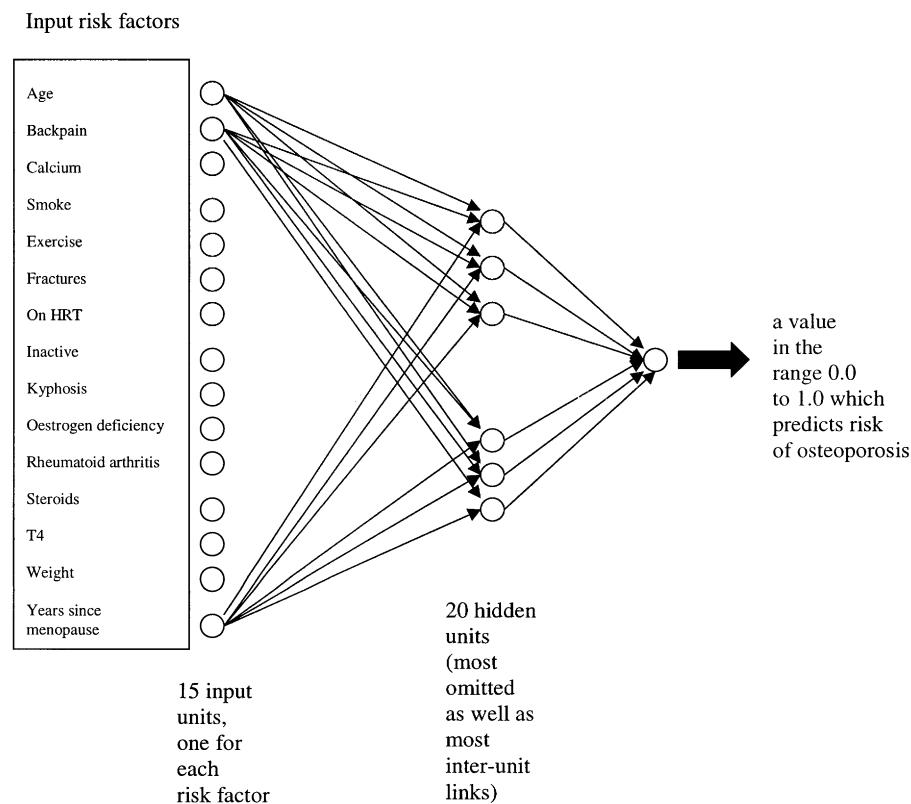 Input risk factors
Age
Backpain
Calcium
Smoke
Exercise
Fractures
On HRT
Inactive
Kyphosis
Oestrogen deficiency
Rheumatoid arthritis
Steroids
T4
Weight
Years since
menopause
15 input
units,
one for
each
risk factor
20 hidden
units
(most
omitted
as well as
most
inter-unit
links)
a value
in the
range 0.0
to 1.0 which
predicts risk
of osteoporosis